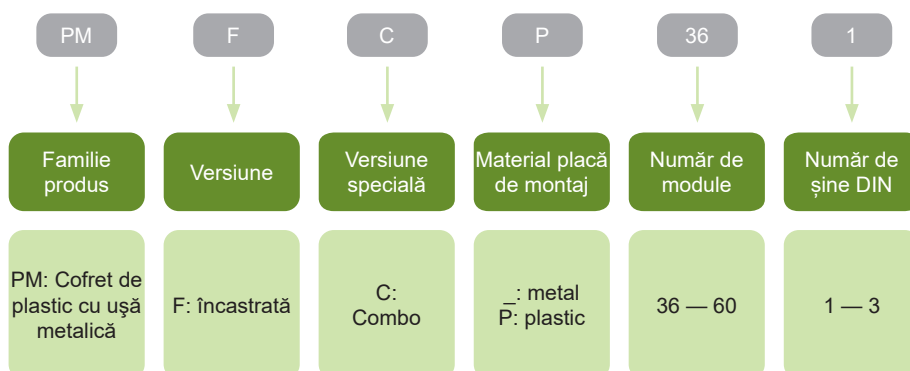 PM F C P 36 1
Familie
produs
Versiune
Versiune
specială
Material placă
de montaj
Număr de
module
Număr de
șine DIN
PM: Cofret de
plastic cu uşă
metalică
F: încastrată
C:
Combo
_: metal
P: plastic
36 — 60
1 — 3